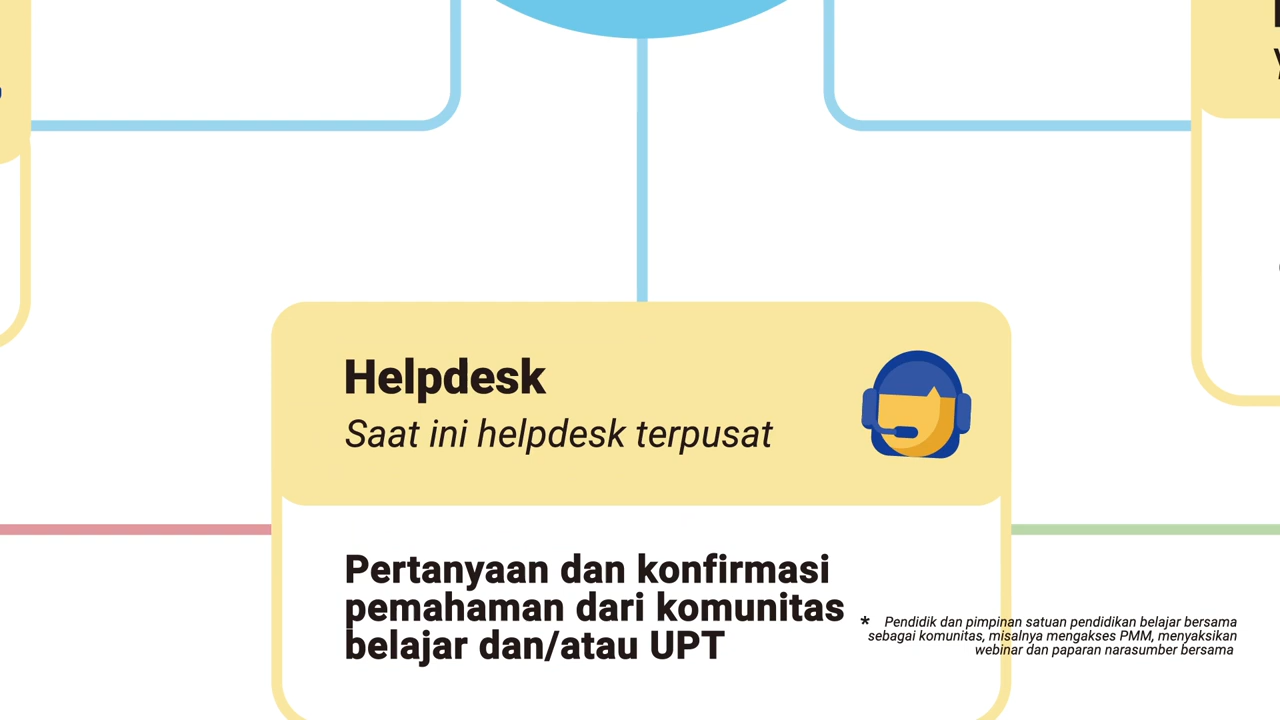 Helpdesk
Saat ini helpdesk terpusat
Pertanyaan dan konfirmasi
pemahaman dari komunitas
belajar dan/atau UPT
* Pendidik dan pimpinan satuan pendidikan belajar bersama
sebagai komunitas, misalnya mengakses PMM, menyaksikan
webinar dan paparan narasumber bersama